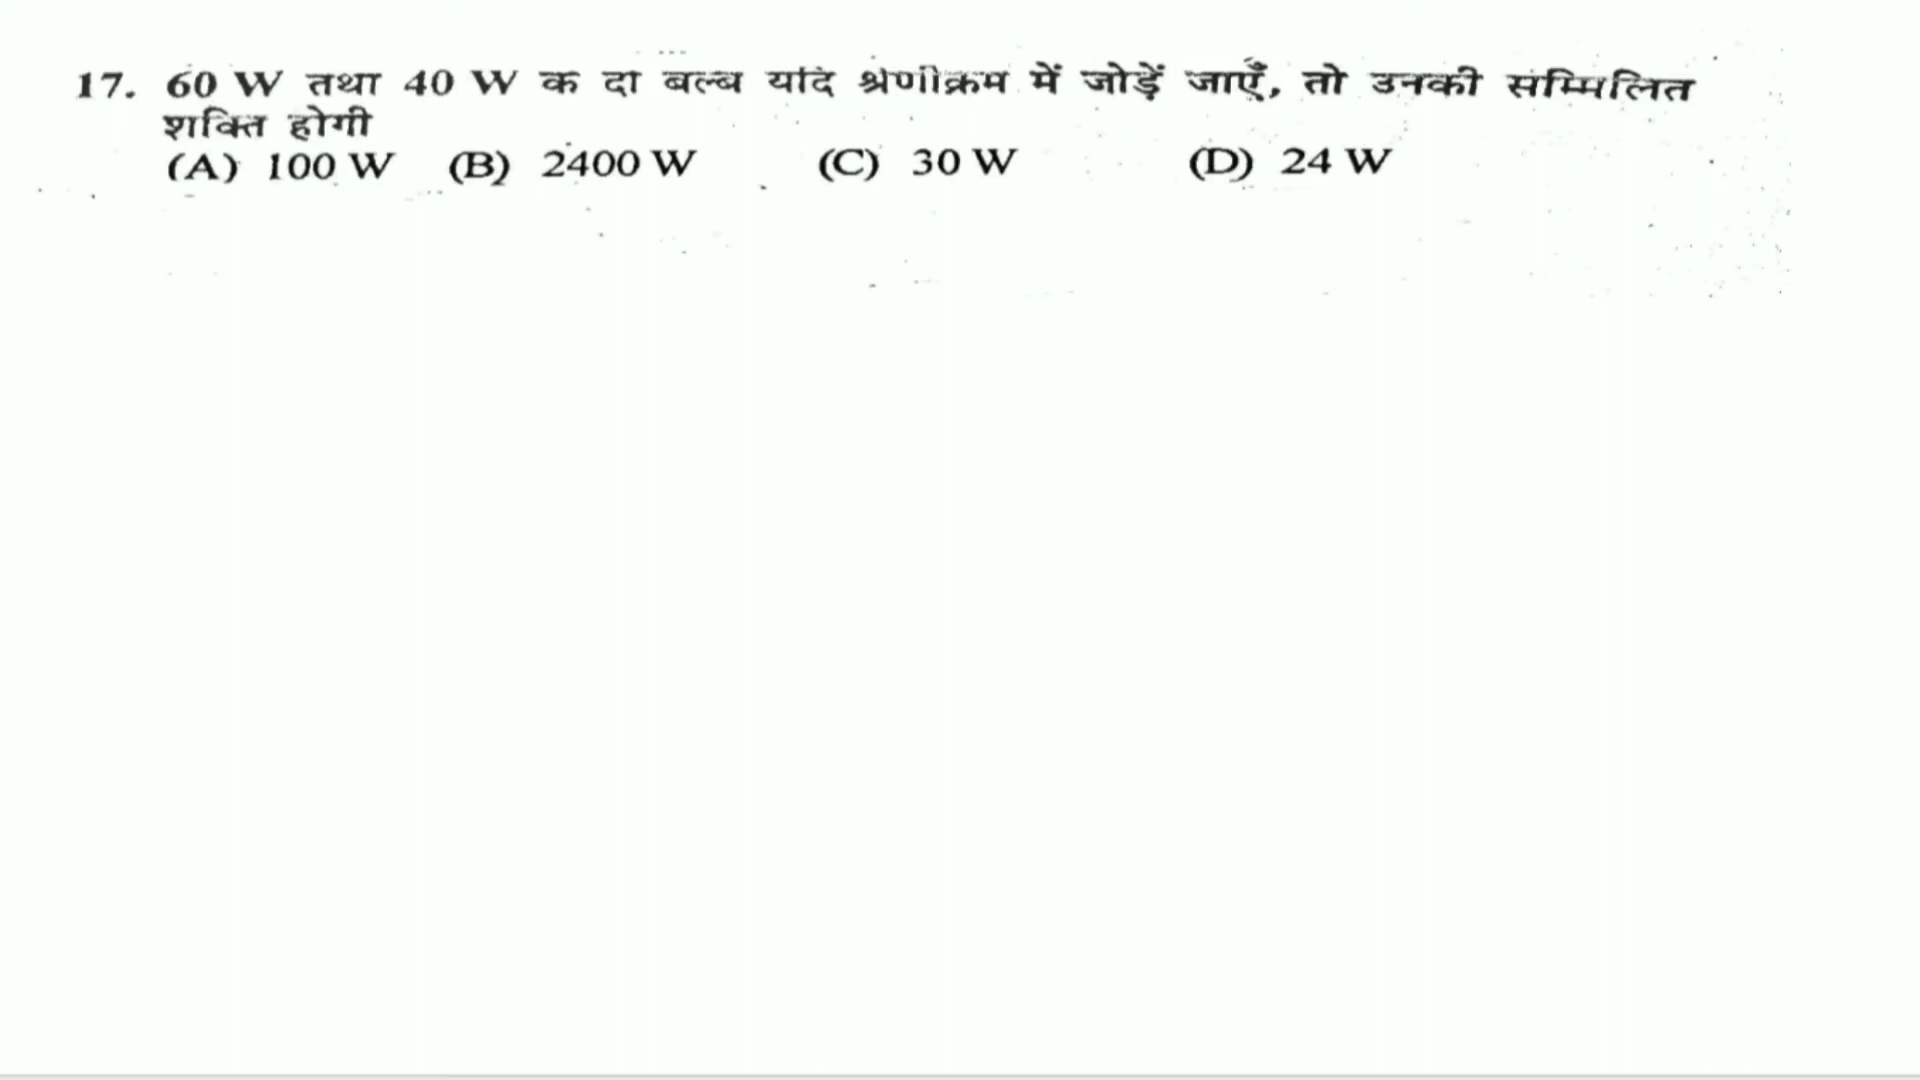 17. 60 W तथा 40 W क दा बल्ब यदि श्रेणीक्रम में जोड़ें जाएँ, तो उनकी सम्मिलित
शक्ति होगी
(A) 100 W (B) 2400 W (C) 30 W (D) 24 W